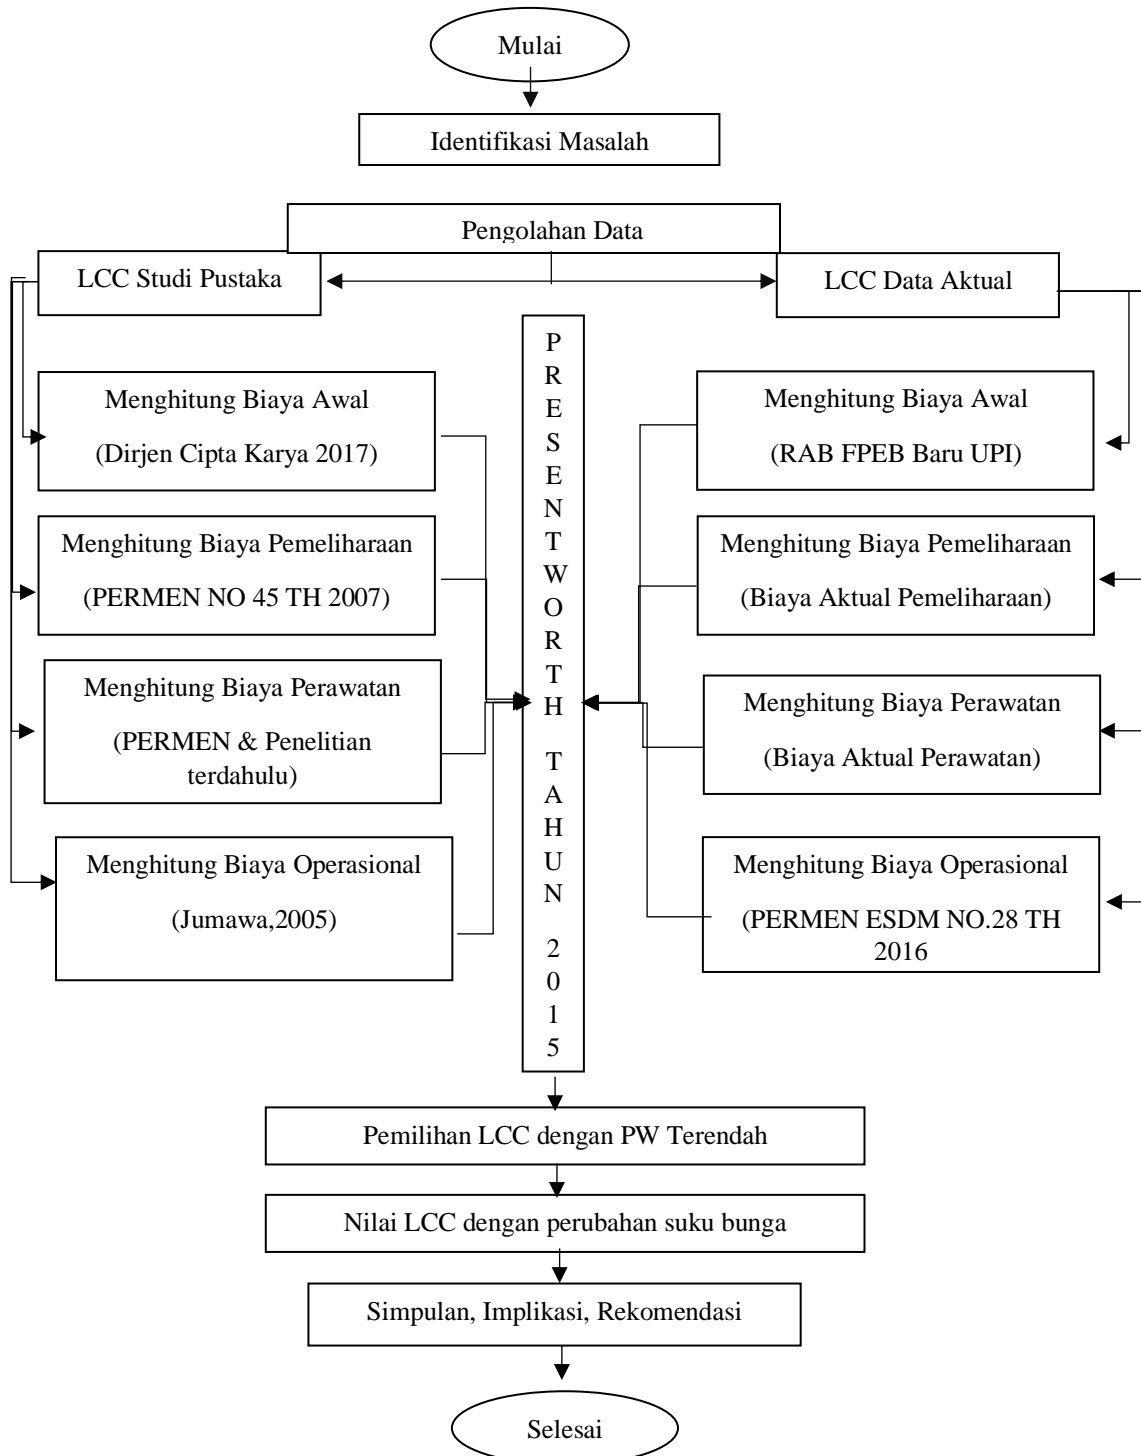 Mulai
Identifikasi Masalah
Pengolahan Data
LCC Studi Pustaka
LCC Data Aktual
Menghitung Biaya Awal
(Dirjen Cipta Karya 2017)
Menghitung Biaya Pemeliharaan
(PERMEN NO 45 TH 2007)
Menghitung Biaya Perawatan
(PERMEN & Penelitian
terdahulu)
Menghitung Biaya Operasional
(Jumawa,2005)
P
R
E
S
E
N
T
W
O
R
T
H
T
A
H
U
N
2
0
1
5
Menghitung Biaya Awal
(RAB FPEB Baru UPI)
Menghitung Biaya Pemeliharaan
(Biaya Aktual Pemeliharaan)
Menghitung Biaya Perawatan
(Biaya Aktual Perawatan)
Menghitung Biaya Operasional
(PERMEN ESDM NO.28 TH
2016
Pemilihan LCC dengan PW Terendah
Nilai LCC dengan perubahan suku bunga
Simpulan, Implikasi, Rekomendasi
Selesai